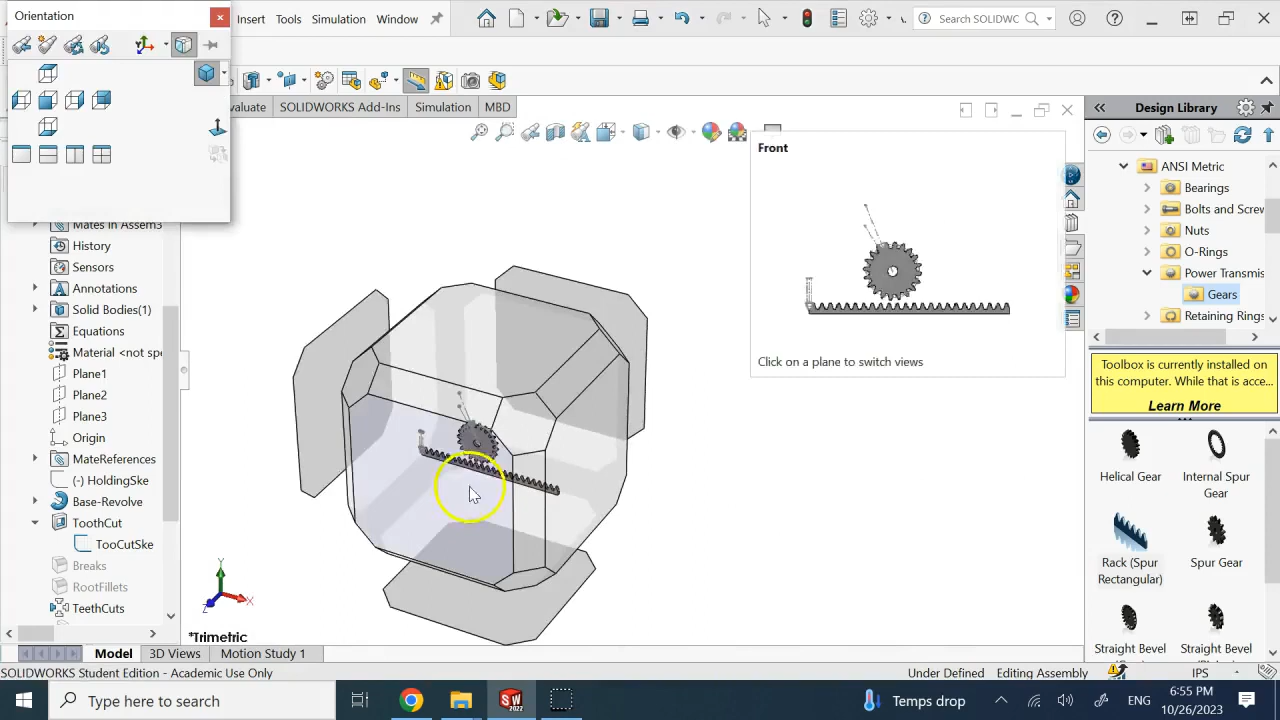 Orientation
Insert Tools Simulation Window
Search SOLIDWC
Evaluate SOLIDWORKS Add-Ins Simulation MBD
Design Library
Front
ANSI Metric
Bearings
Bolts and Screw
Nuts
O-Rings
Power Transmis
Gears
Retaining Rings
Click on a plane to switch views
Mates in Assem3
History
Sensors
Annotations
Solid Bodies(1)
Equations
Material <not spe
Plane1
Plane2
Plane3
Origin
MateReferences
(-) HoldingSke
Base-Revolve
ToothCut
TooCutSke
Breaks
RootFillets
TeethCuts
Toolbox is currently installed on
this computer. While that is acce...
Learn More
Helical Gear
Internal Spur
Gear
Rack (Spur
Rectangular)
Spur Gear
Straight Bevel
Straight Bevel
Y
X
Z
*Trimetric
Model 3D Views Motion Study 1
SOLIDWORKS Student Edition - Academic Use Only
Under Defined Editing Assembly IPS
Type here to search
SW
2022
Temps drop
ENG
6:55 PM
10/26/2023